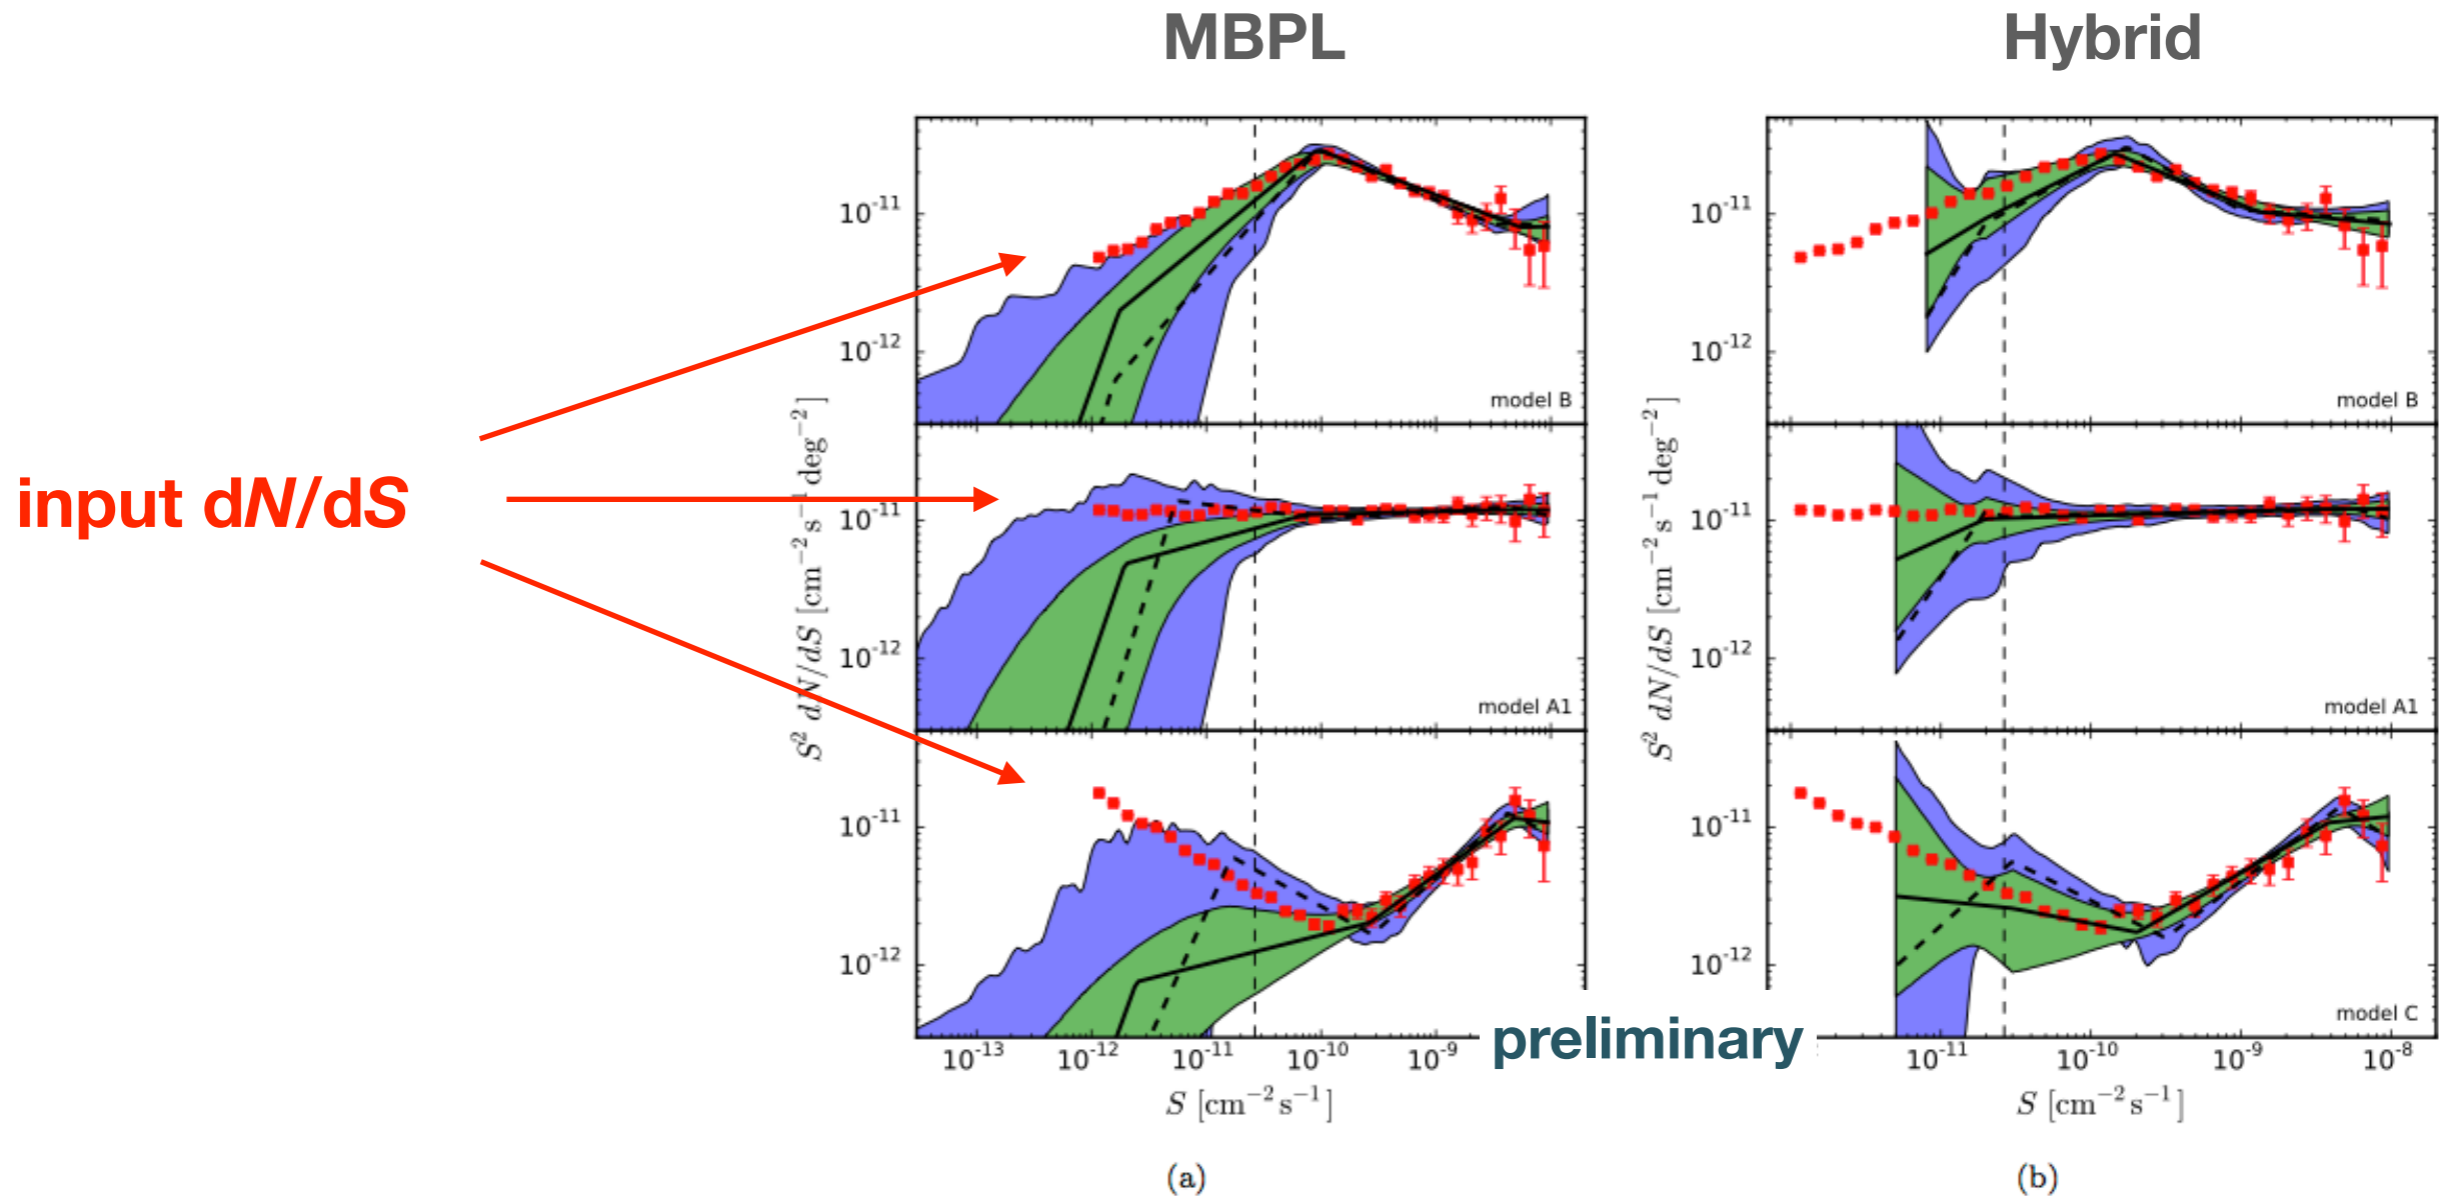 MBPL
Hybrid
input dN/dS
S² dN/dS [cm⁻² s⁻¹ deg⁻²]
10⁻¹¹
10⁻¹²
model B
10⁻¹¹
10⁻¹²
model A1
10⁻¹¹
10⁻¹²
10⁻¹³ 10⁻¹² 10⁻¹¹ 10⁻¹⁰ 10⁻⁹
S [cm⁻² s⁻¹]
(a)
preliminary
S² dN/dS [cm⁻² s⁻¹ deg⁻²]
10⁻¹¹
10⁻¹²
model B
10⁻¹¹
10⁻¹²
model A1
10⁻¹¹
10⁻¹²
model C
10⁻¹¹ 10⁻¹⁰ 10⁻⁹ 10⁻⁸
S [cm⁻² s⁻¹]
(b)